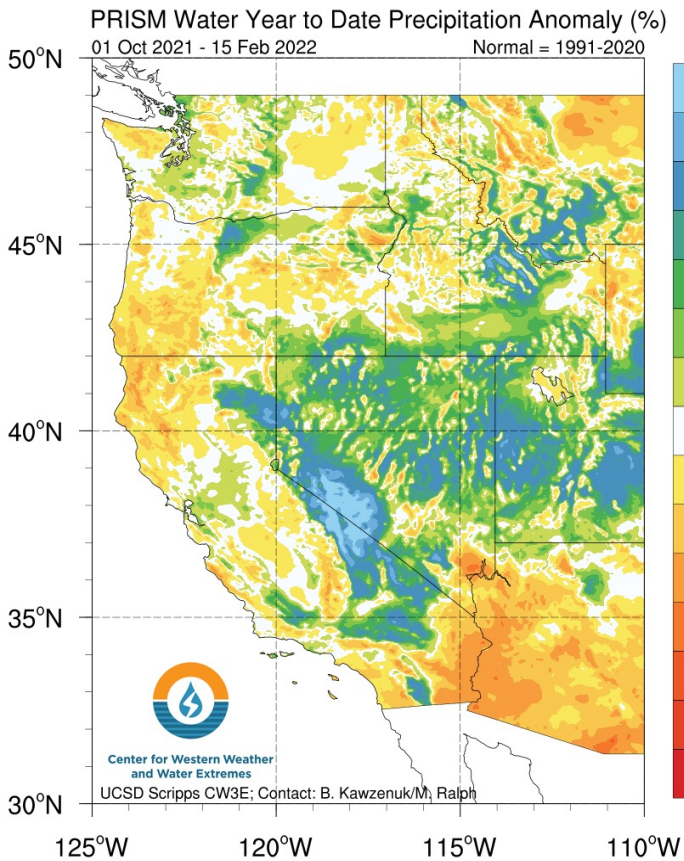 PRISM Water Year to Date Precipitation Anomaly (%)
01 Oct 2021 - 15 Feb 2022 Normal = 1991-2020
50°N
45°N
40°N
35°N
Center for Western Weather
and Water Extremes
UCSD Scripps CW3E; Contact: B. Kawzenuk/M. Ralph
30°N
125°W 120°W 115°W 110°W